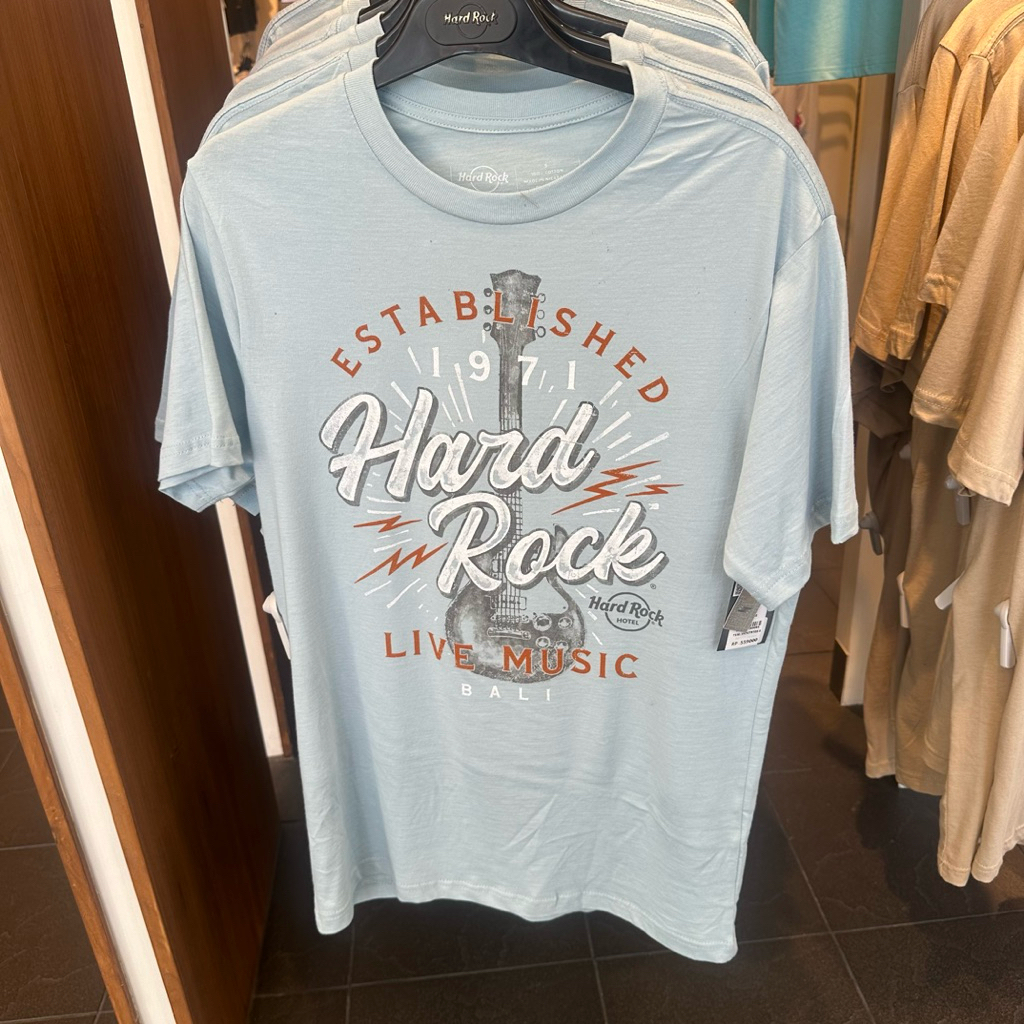 Hard Rock
Hard Rock
ESTABLISHED
1971
Hard
Rock
®
Hard Rock
HOTEL
LIVE MUSIC
BALI